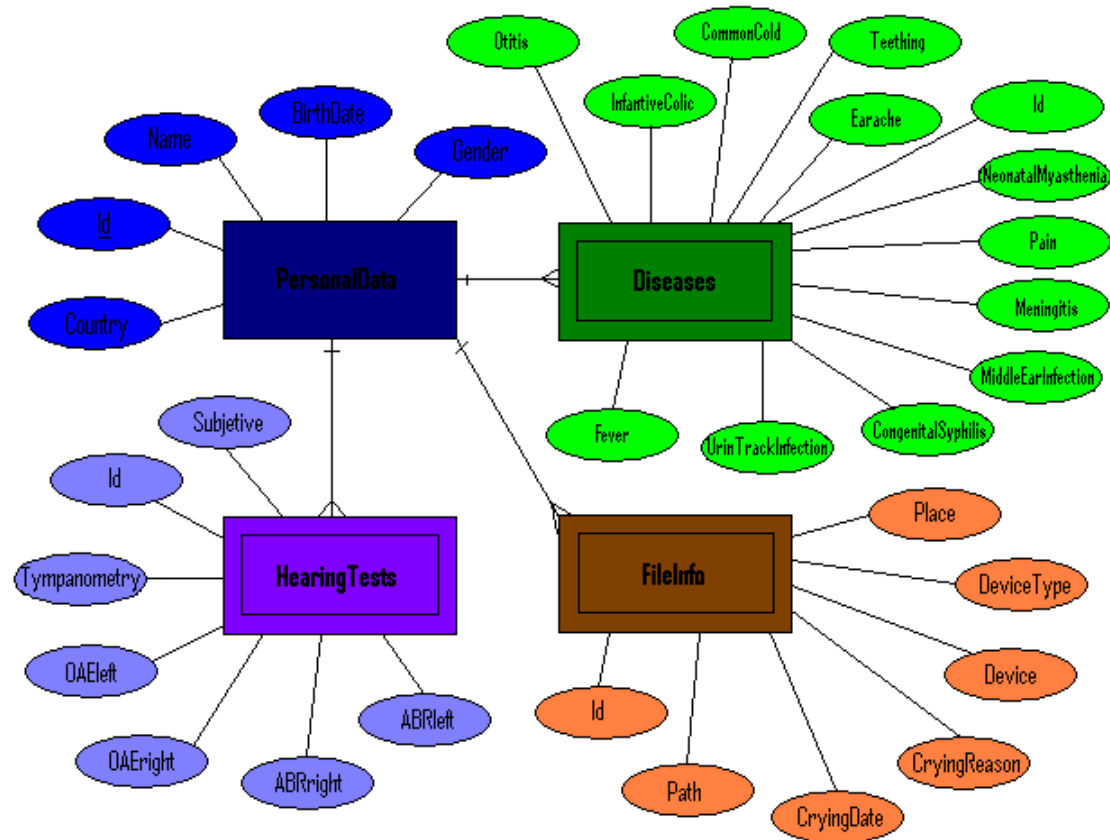 Otitis
CommonCold
Teething
InfantiveColic
BirthDate
Id
Earache
Name
Gender
NeonatalMyasthenia
Id
Pain
PersonalData
Diseases
Country
Meningitis
MiddleEarInfection
Subjetive
Fever
CongenitalSyphilis
UrinTrackInfection
Id
Place
HearingTests
FileInfo
Tympanometry
DeviceType
OAEleft
Device
Id
ABRleft
OAEright
CryingReason
ABRright
Path
CryingDate